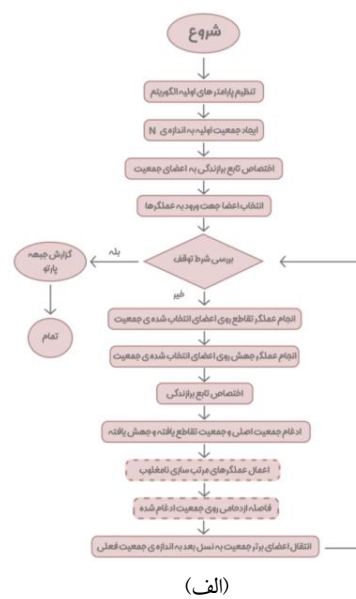 شروع
تنظیم پارامترهای اولیه الگوریتم
ایجاد جمعیت اولیه به اندازه ی N
اختصاص تابع برازندگی به اعضای جمعیت
انتخاب اعضا جهت ورود به عملگرها
بررسی شرط توقف
بله
گزارش جبهه
پارتو
تمام
خیر
انجام عملگر تقاطع روی اعضای انتخاب شده ی جمعیت
انجام عملگر جهش روی اعضای انتخاب شده ی جمعیت
اختصاص تابع برازندگی
ادغام جمعیت اصلی و جمعیت تقاطع یافته و جهش یافته
اعمال عملگرهای مرتب سازی نامغلوب
فاصله ازدحامی روی جمعیت ادغام شده
انتقال اعضای برتر جمعیت به نسل بعد به اندازه ی جمعیت فعلی
(الف)